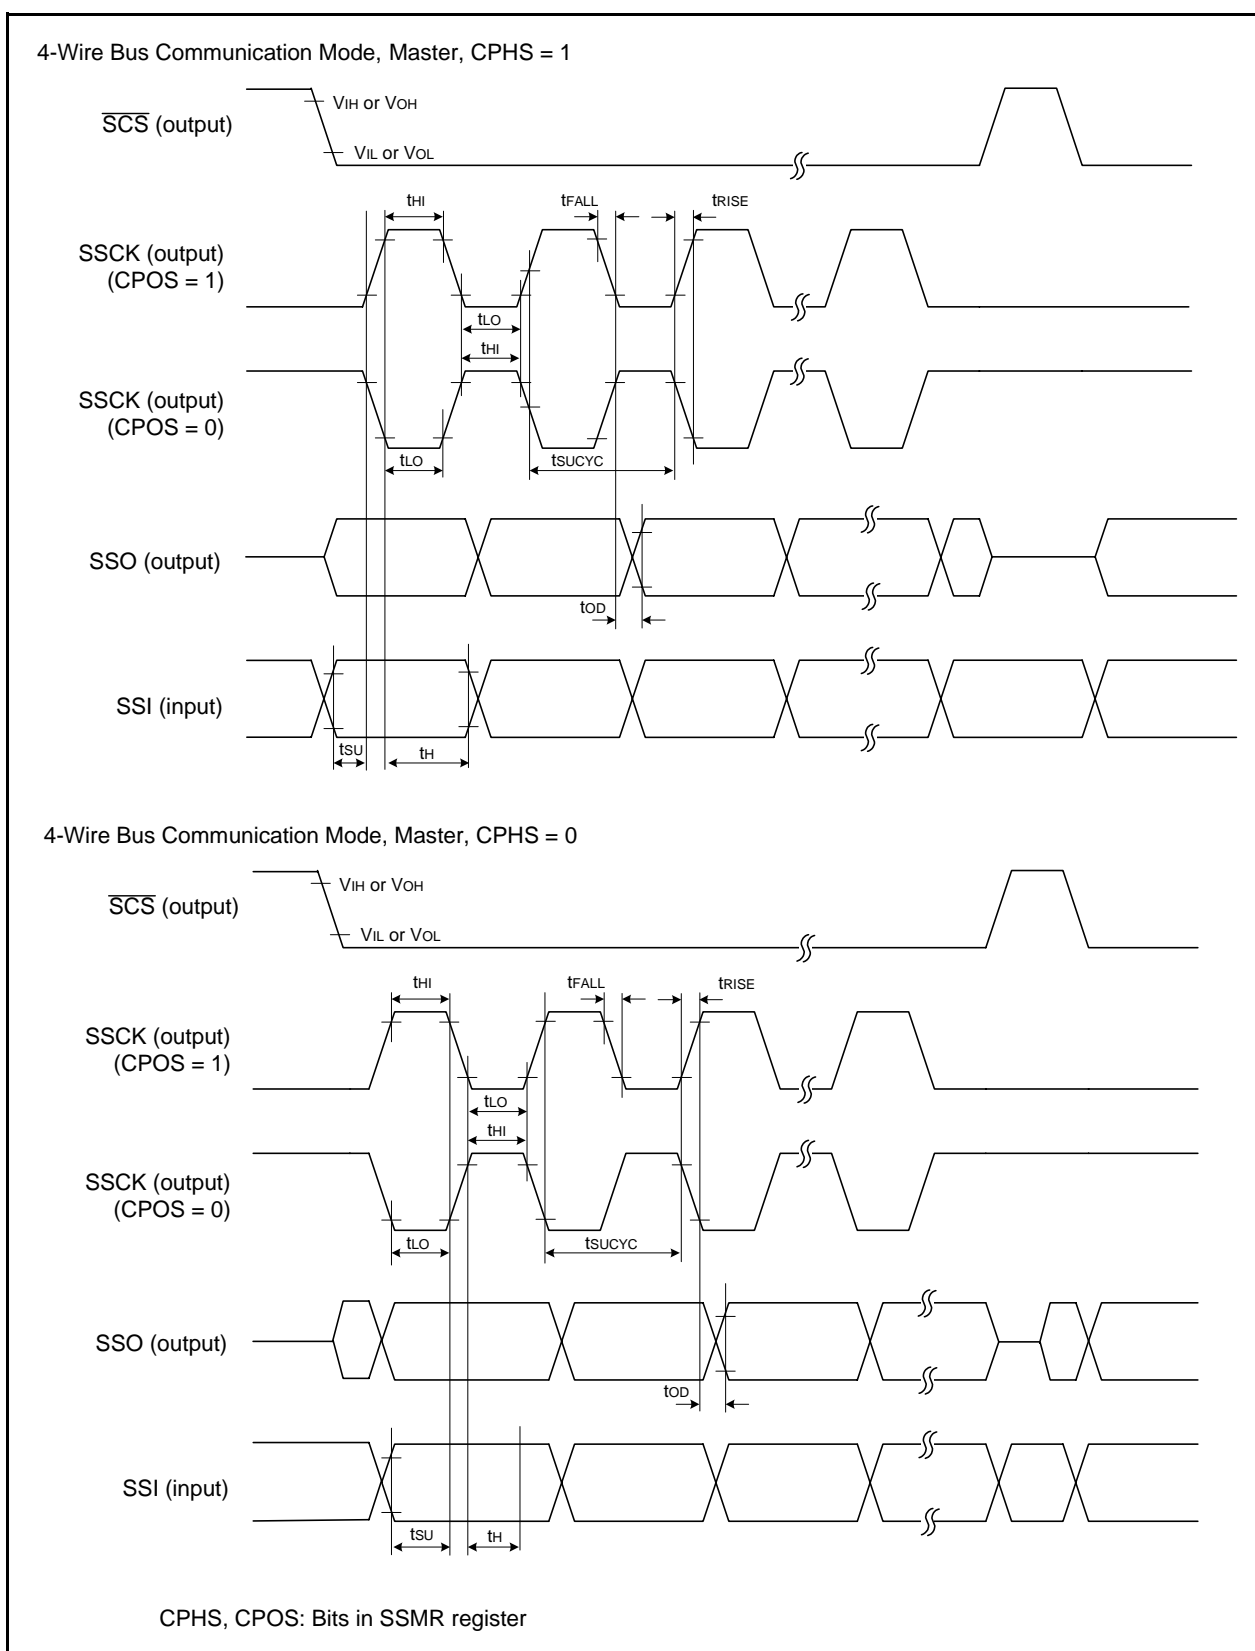 4-Wire Bus Communication Mode, Master, CPHS = 1
VIH or VOH
SCS (output)
VIL or VOL
tHI
tFALL
tRISE
SSCK (output)
(CPOS = 1)
tLO
tHI
SSCK (output)
(CPOS = 0)
tLO
tSUCYC
SSO (output)
tOD
SSI (input)
tSU
tH
4-Wire Bus Communication Mode, Master, CPHS = 0
VIH or VOH
SCS (output)
VIL or VOL
tHI
tFALL
tRISE
SSCK (output)
(CPOS = 1)
tLO
tHI
SSCK (output)
(CPOS = 0)
tLO
tSUCYC
SSO (output)
tOD
SSI (input)
tSU
tH
CPHS, CPOS: Bits in SSMR register